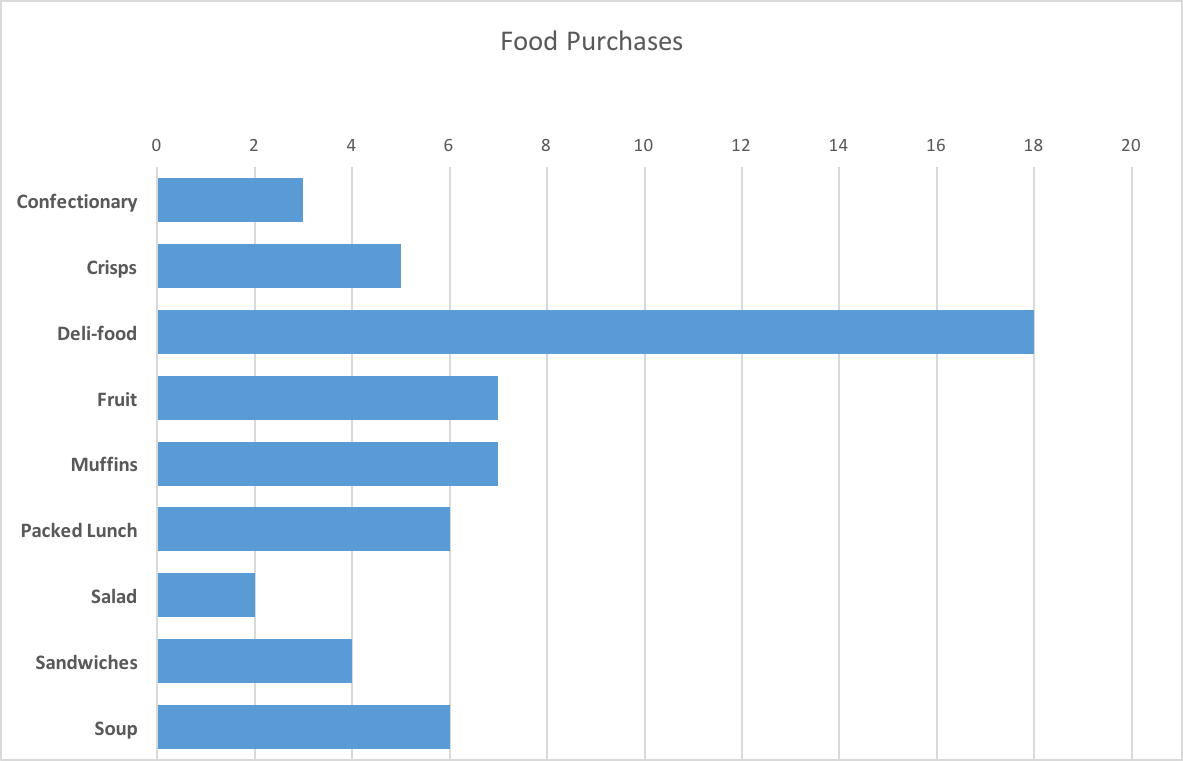 Food Purchases
0 2 4 6 8 10 12 14 16 18 20
Confectionary
Crisps
Deli-food
Fruit
Muffins
Packed Lunch
Salad
Sandwiches
Soup